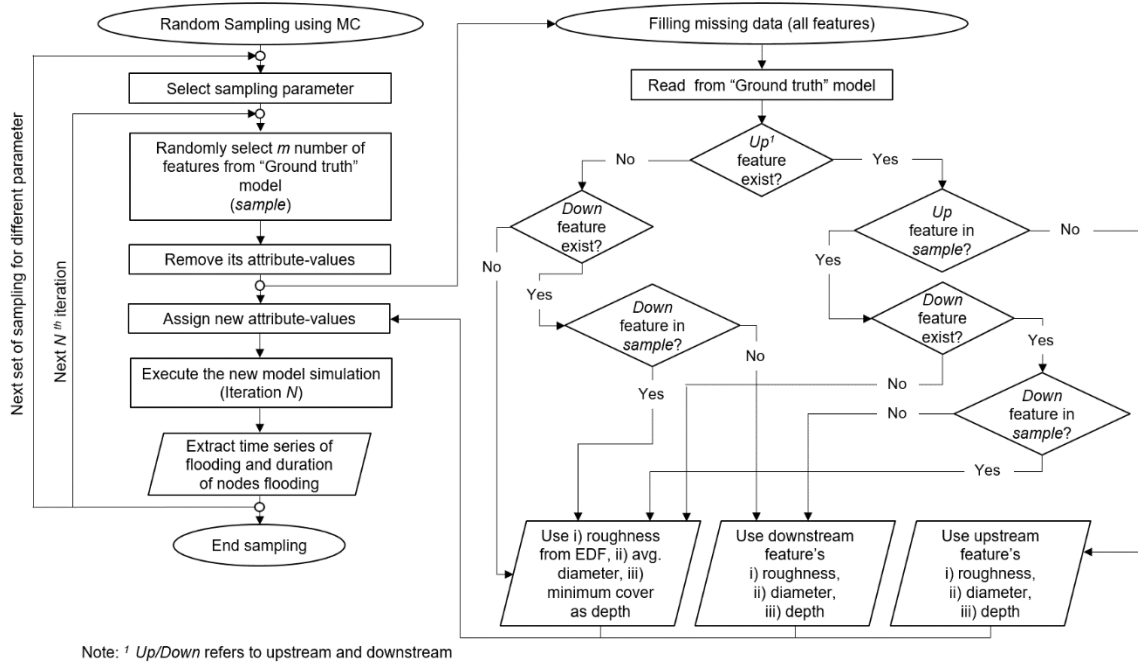 Random Sampling using MC
Select sampling parameter
Randomly select m number of
features from “Ground truth”
model
(sample)
Remove its attribute-values
Assign new attribute-values
Execute the new model simulation
(Iteration N)
Extract time series of
flooding and duration
of nodes flooding
End sampling
Next set of sampling for different parameter
Next N th iteration
Filling missing data (all features)
Read from “Ground truth” model
Up¹
feature
exist?
No
Yes
Down
feature
exist?
No
Yes
Up
feature in
sample?
No
Yes
Down
feature in
sample?
No
Yes
Down
feature
exist?
Yes
No
Down
feature in
sample?
No
Yes
Use i) roughness
from EDF, ii) avg.
diameter, iii)
minimum cover
as depth
Use downstream
feature’s
i) roughness,
ii) diameter,
iii) depth
Use upstream
feature’s
i) roughness,
ii) diameter,
iii) depth
Note: ¹ Up/Down refers to upstream and downstream